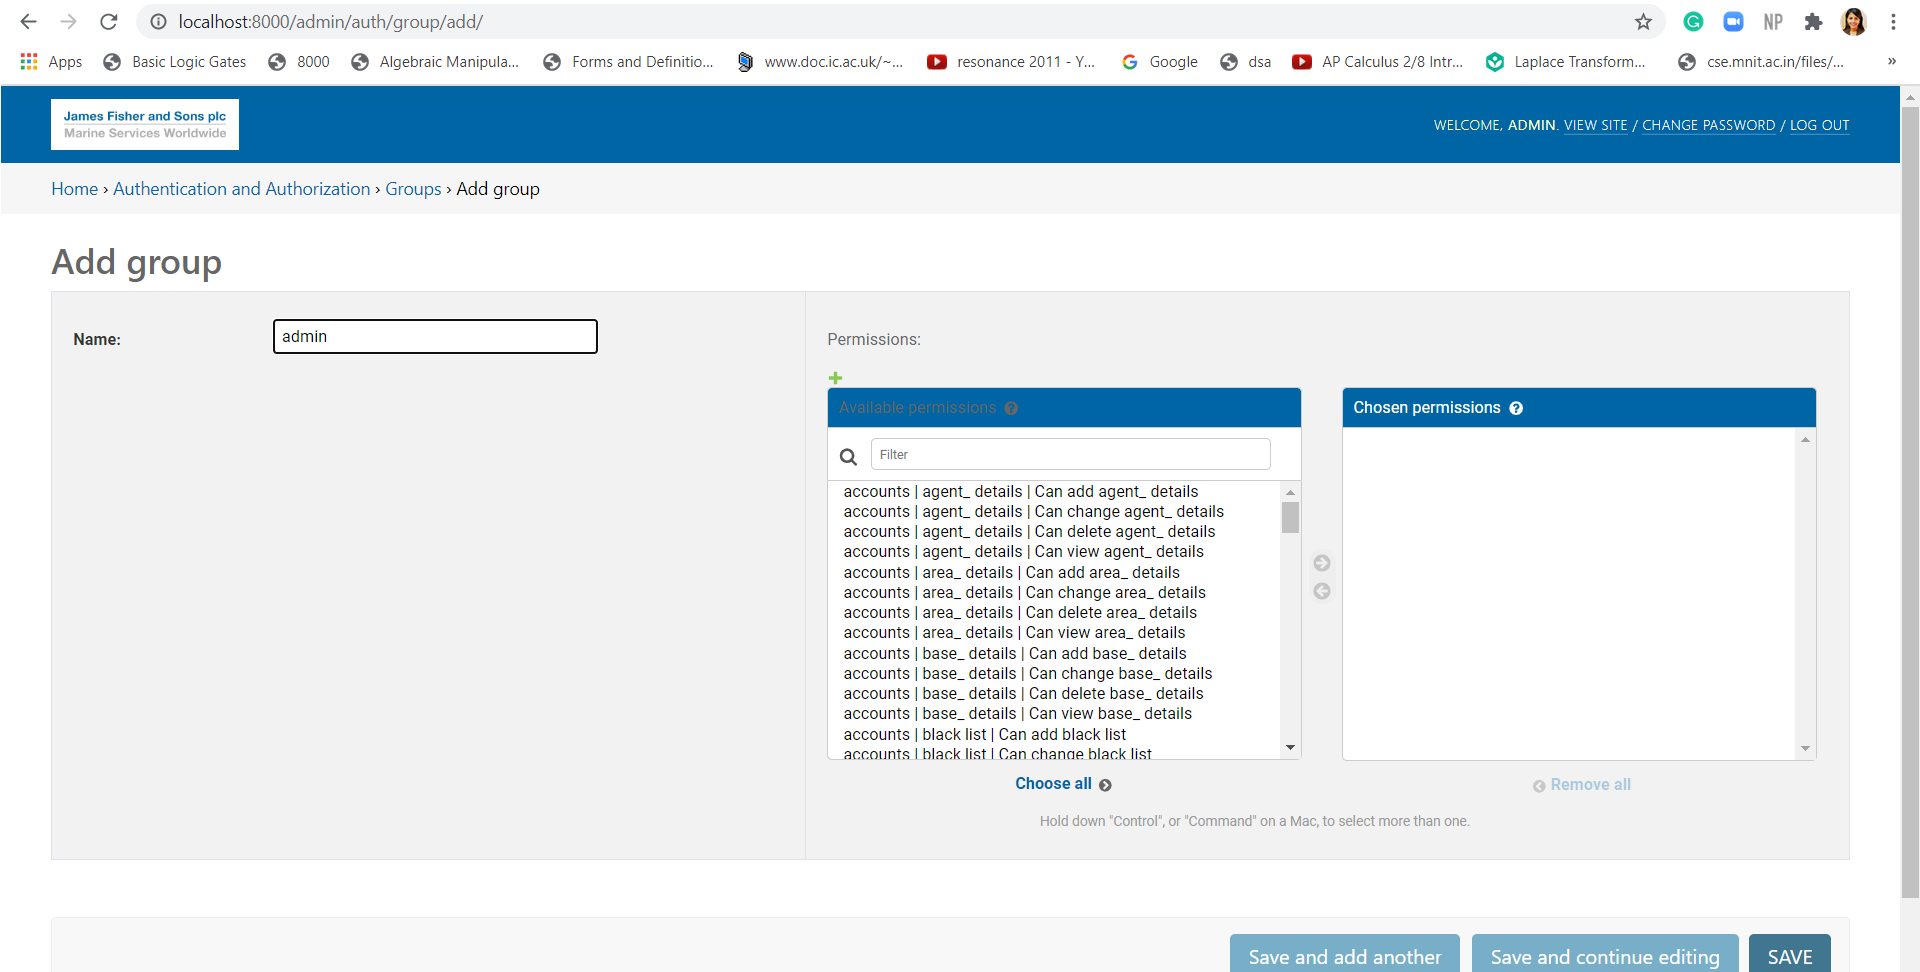 localhost:8000/admin/auth/group/add/
NP
Apps Basic Logic Gates 8000 Algebraic Manipula... Forms and Definitio... www.doc.ic.ac.uk/~... resonance 2011 - Y... Google dsa AP Calculus 2/8 Intr... Laplace Transform... cse.mnit.ac.in/files/... »
James Fisher and Sons plc
Marine Services Worldwide
WELCOME, ADMIN. VIEW SITE / CHANGE PASSWORD / LOG OUT
Home › Authentication and Authorization › Groups › Add group
Add group
Name:
admin
Permissions:
Available permissions
Filter
accounts | agent_ details | Can add agent_ details
accounts | agent_ details | Can change agent_ details
accounts | agent_ details | Can delete agent_ details
accounts | agent_ details | Can view agent_ details
accounts | area_ details | Can add area_ details
accounts | area_ details | Can change area_ details
accounts | area_ details | Can delete area_ details
accounts | area_ details | Can view area_ details
accounts | base_ details | Can add base_ details
accounts | base_ details | Can change base_ details
accounts | base_ details | Can delete base_ details
accounts | base_ details | Can view base_ details
accounts | black list | Can add black list
accounts | black list | Can change black list
Choose all
Chosen permissions
Remove all
Hold down "Control", or "Command" on a Mac, to select more than one.
Save and add another
Save and continue editing
SAVE